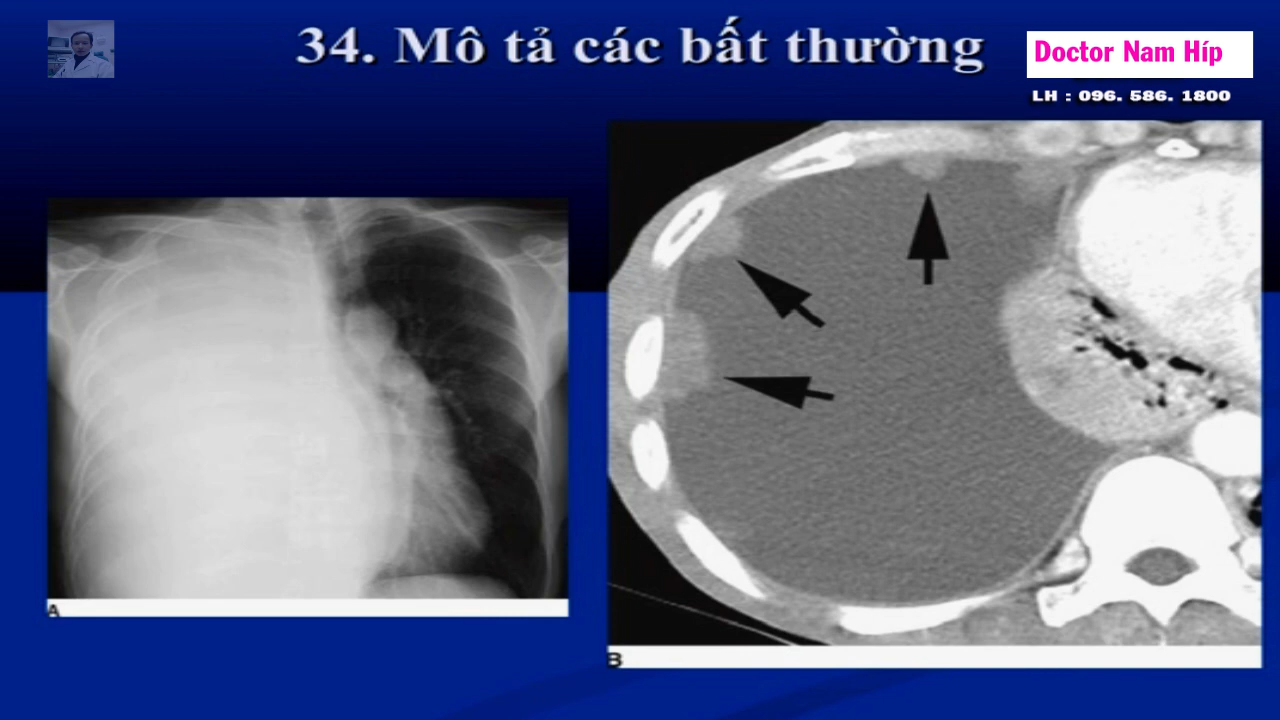 34. Mô tả các bất thường
Doctor Nam Híp
LH : 096. 586. 1800
A
B